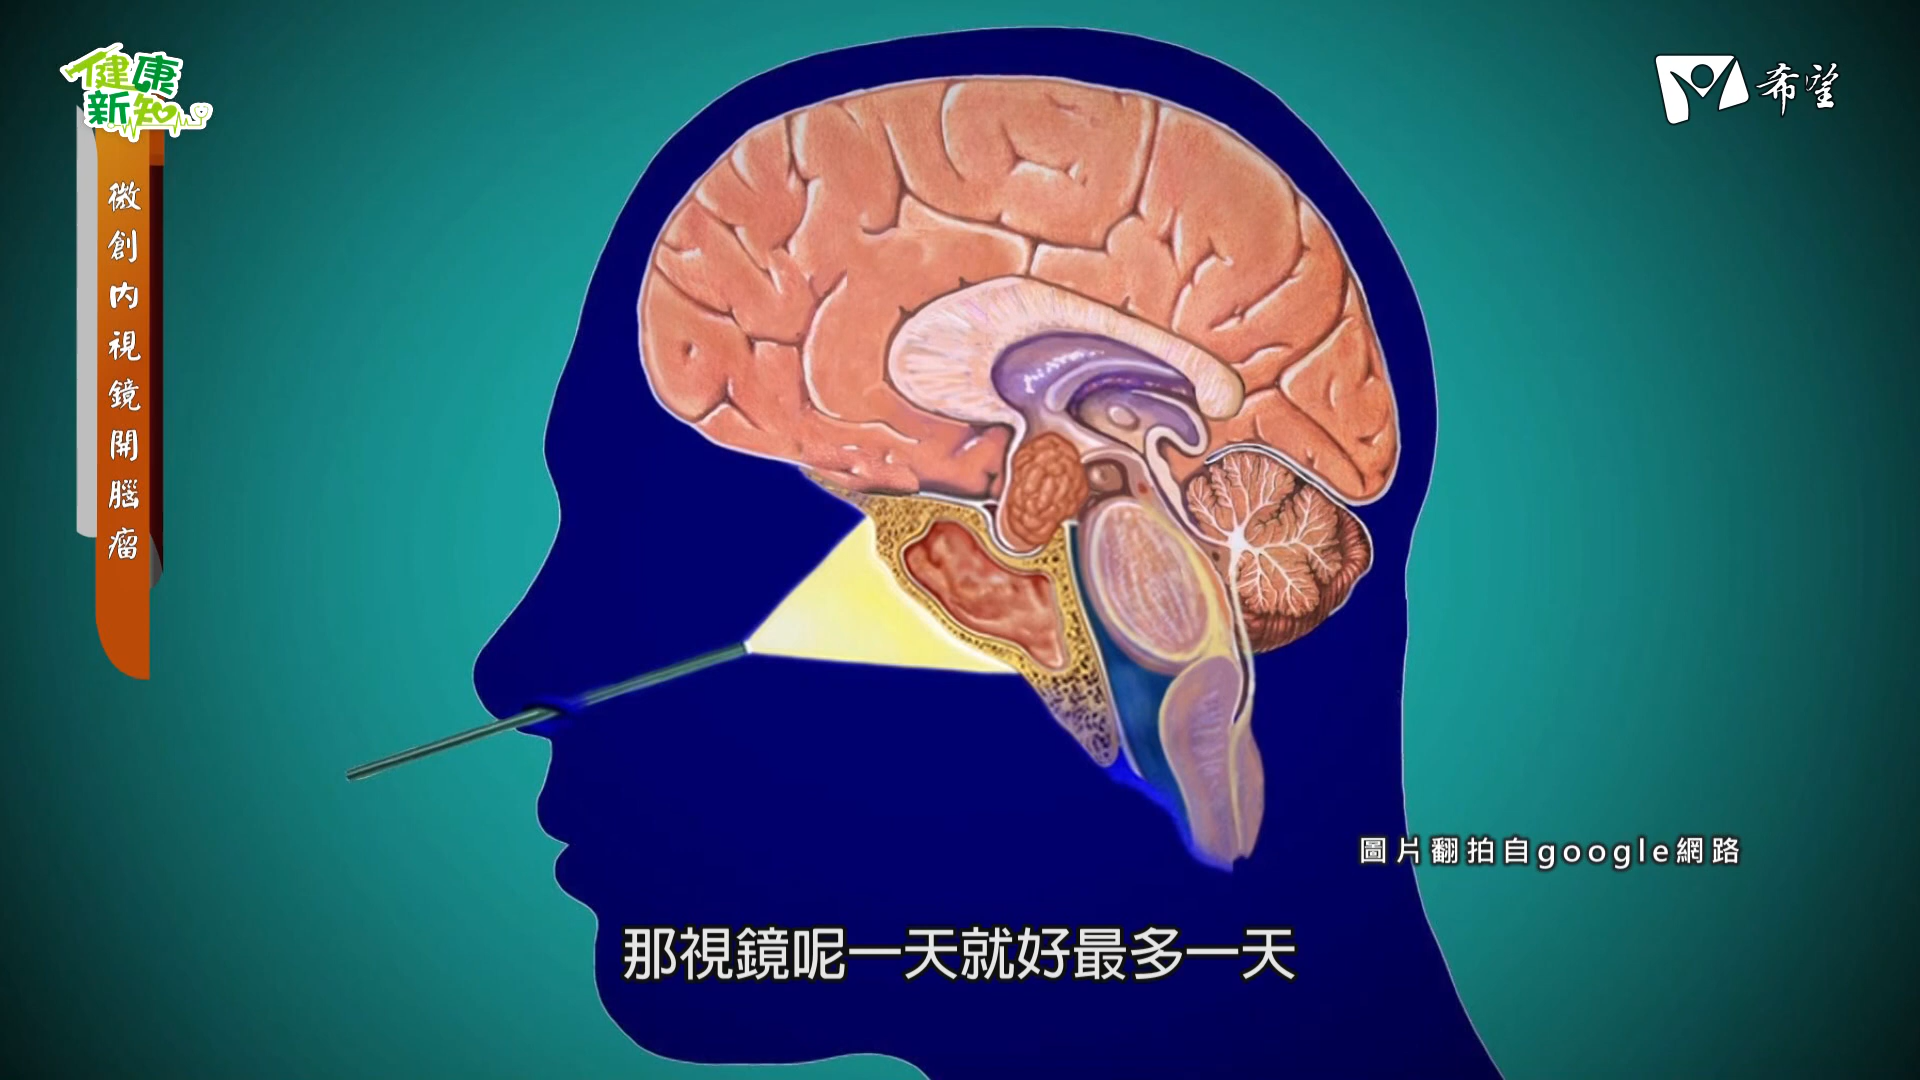 健康
新知
希望
微創内視鏡開腦瘤
圖片翻拍自google網路
那視鏡呢一天就好最多一天